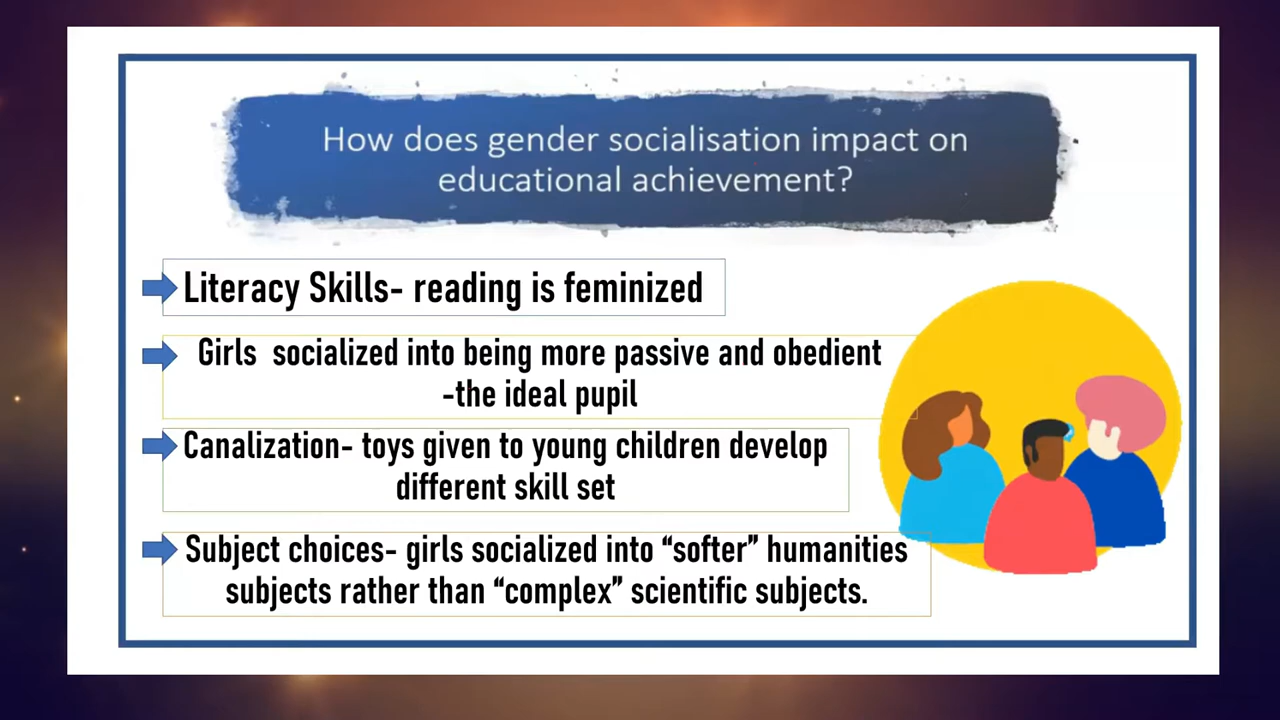 How does gender socialisation impact on
educational achievement?
Literacy Skills- reading is feminized
Girls socialized into being more passive and obedient
-the ideal pupil
Canalization- toys given to young children develop
different skill set
Subject choices- girls socialized into “softer” humanities
subjects rather than “complex” scientific subjects.